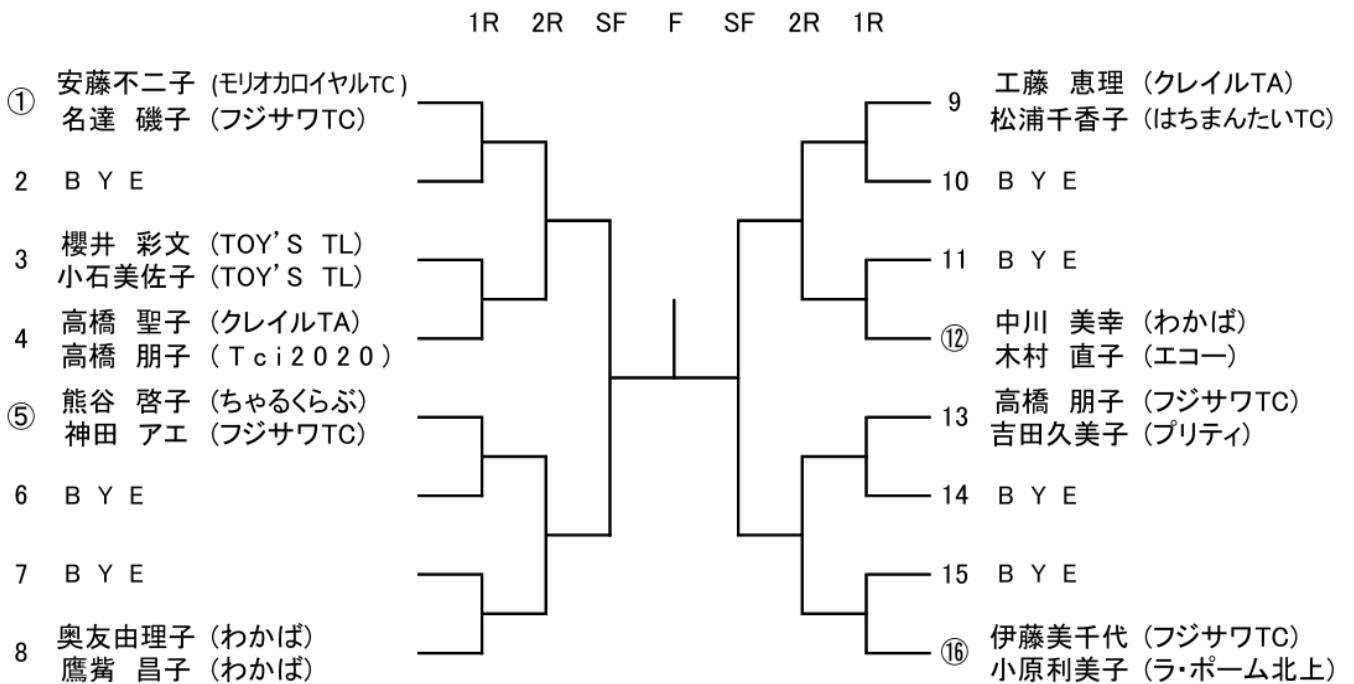 1R 2R SF F SF 2R 1R
① 安藤不二子 (モリオカロイヤルTC)
名達 磯子 (フジサワTC)
2 BYE
3 櫻井 彩文 (TOY'S TL)
小石美佐子 (TOY'S TL)
4 高橋 聖子 (クレイルTA)
高橋 朋子 (Tci2020)
⑤ 熊谷 啓子 (ちゃるくらぶ)
神田 アエ (フジサワTC)
6 BYE
7 BYE
8 奥友由理子 (わかば)
鷹觜 昌子 (わかば)
9 工藤 恵理 (クレイルTA)
松浦千香子 (はちまんたいTC)
10 BYE
11 BYE
⑫ 中川 美幸 (わかば)
木村 直子 (エコー)
13 高橋 朋子 (フジサワTC)
吉田久美子 (プリティ)
14 BYE
15 BYE
⑯ 伊藤美千代 (フジサワTC)
小原利美子 (ラ・ポーム北上)